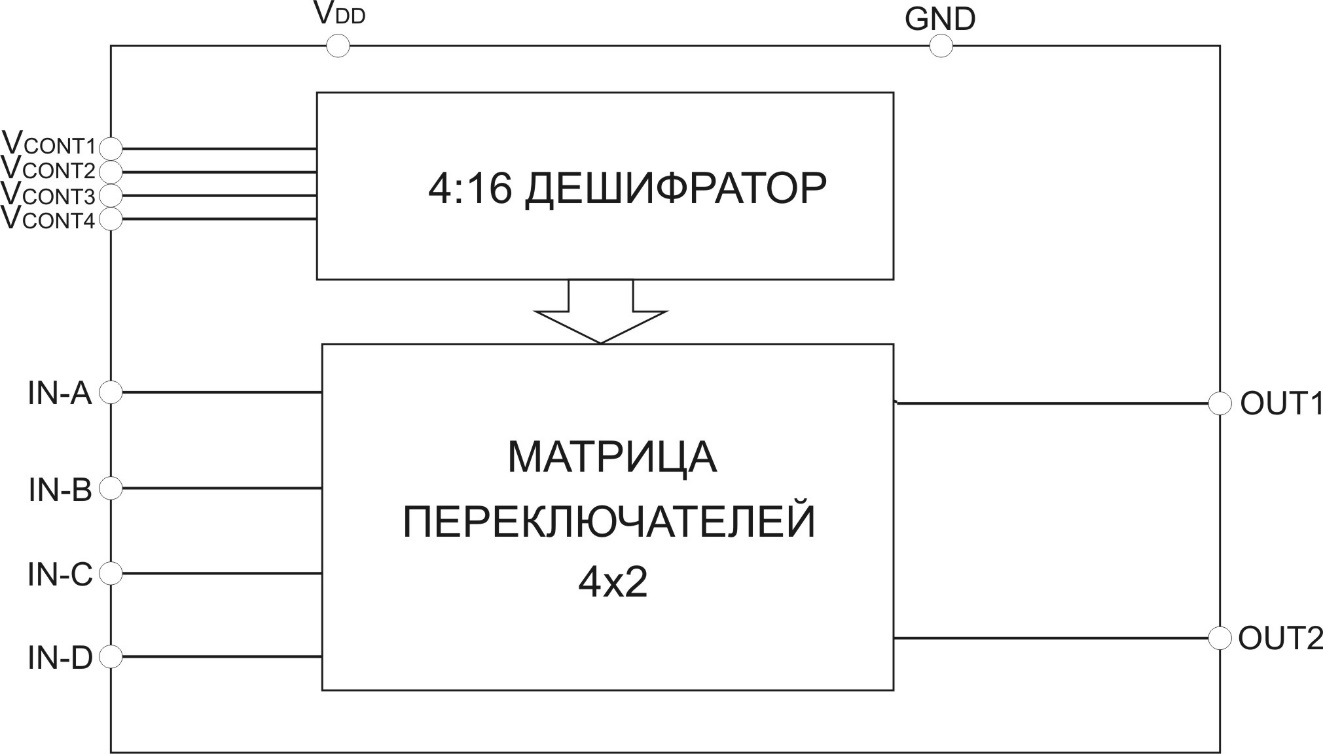 VDD
GND
VCONT1
VCONT2
VCONT3
VCONT4
4:16 ДЕШИФРАТОР
IN-A
IN-B
IN-C
IN-D
МАТРИЦА
ПЕРЕКЛЮЧАТЕЛЕЙ
4x2
OUT1
OUT2